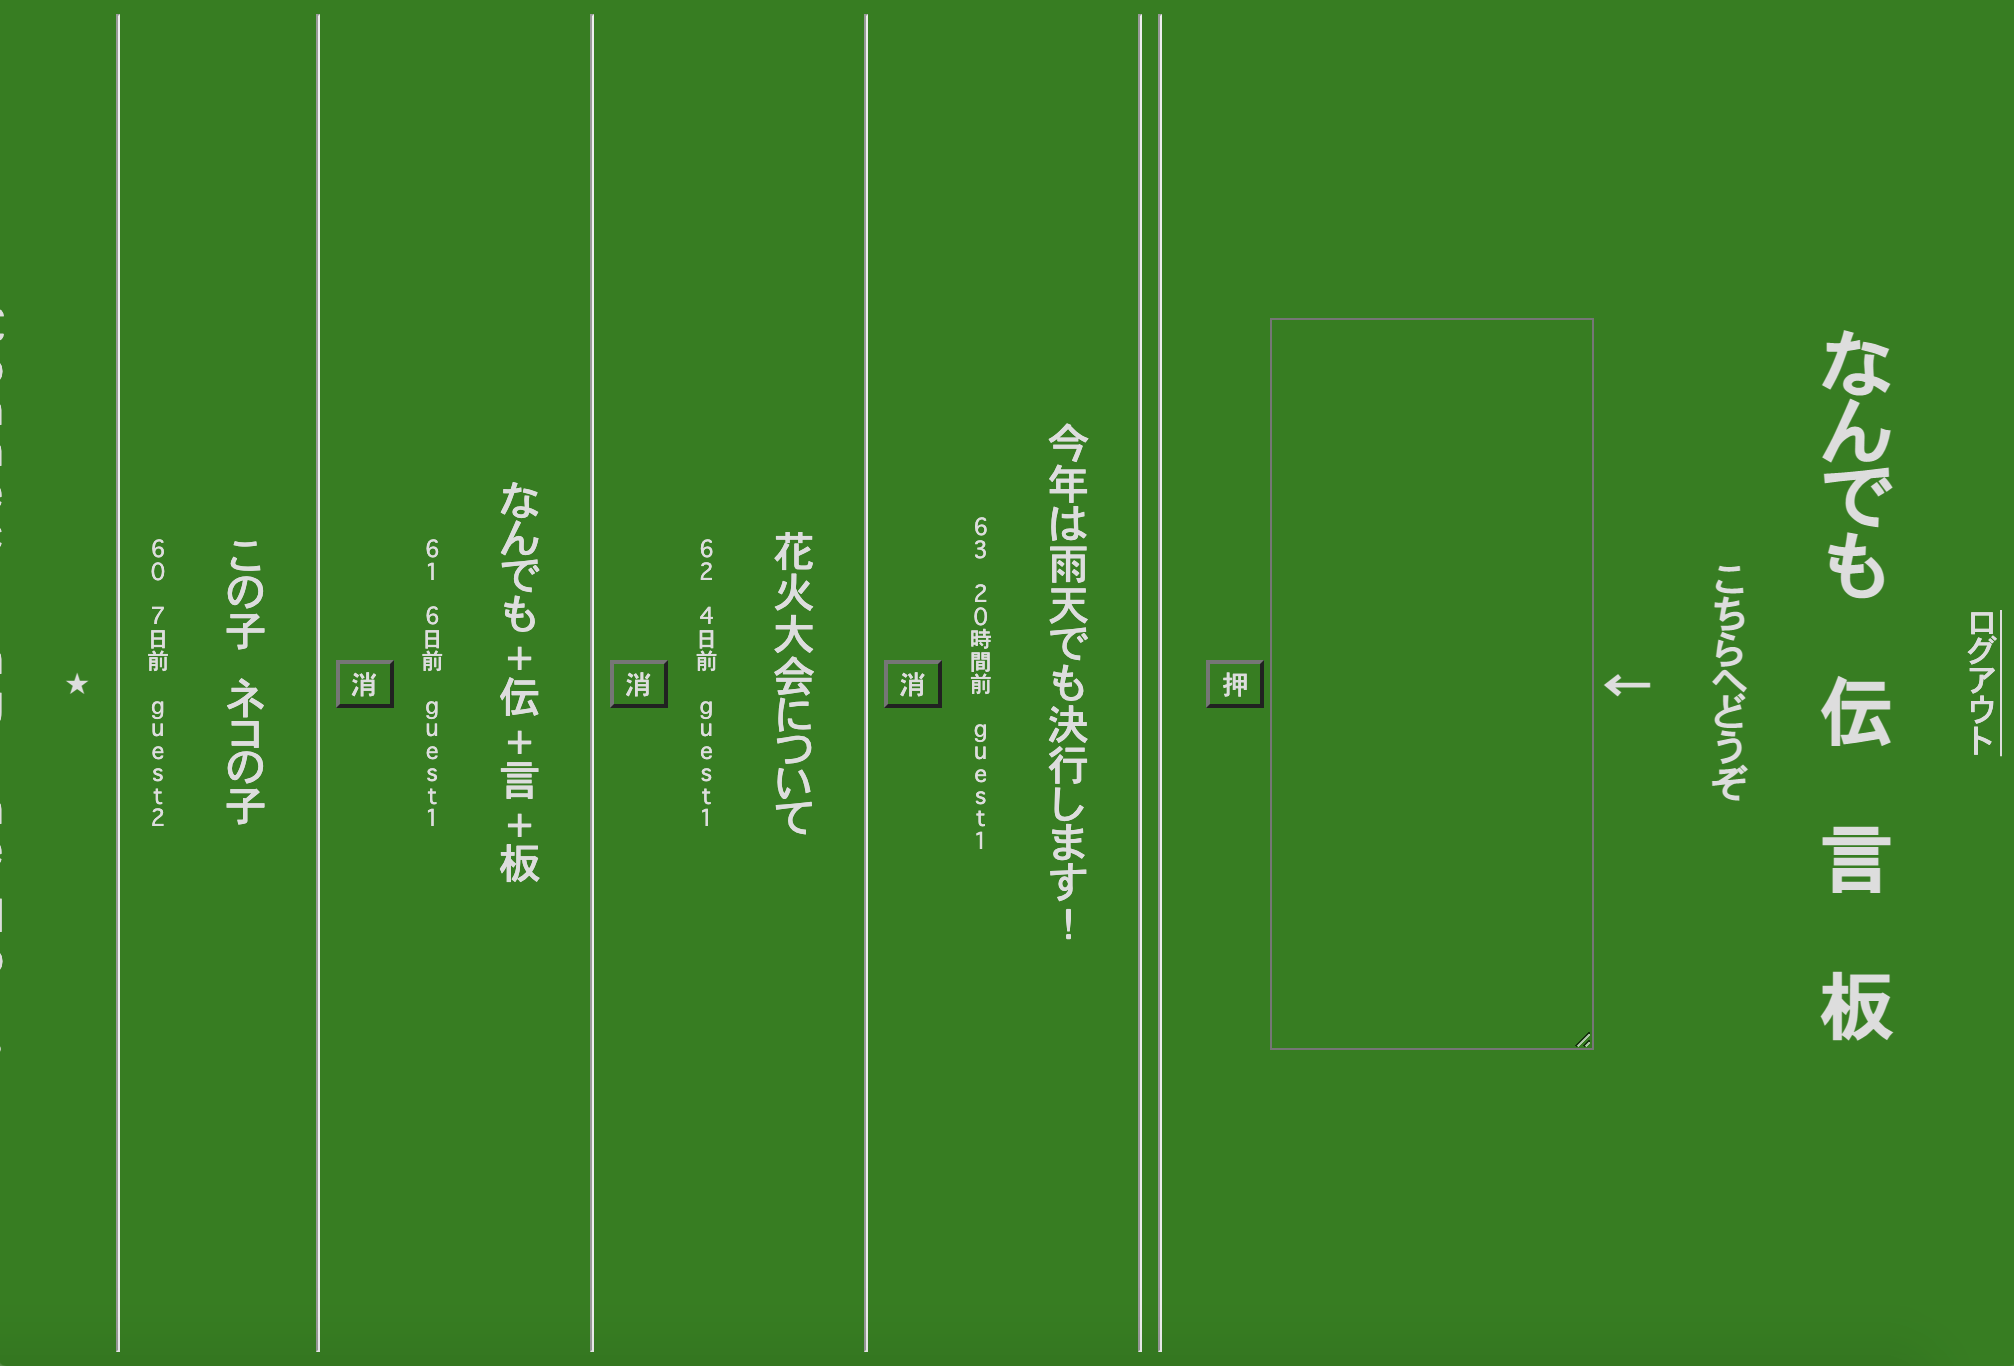 ログアウト
なんでも　伝　言　板
こちらへどうぞ
←
押
今年は雨天でも決行します！
63　20時間前　guest1
消
花火大会について
62　4日前　guest1
消
なんでも＋伝＋言＋板
61　6日前　guest1
消
この子　ネコの子
60　7日前　guest2
★